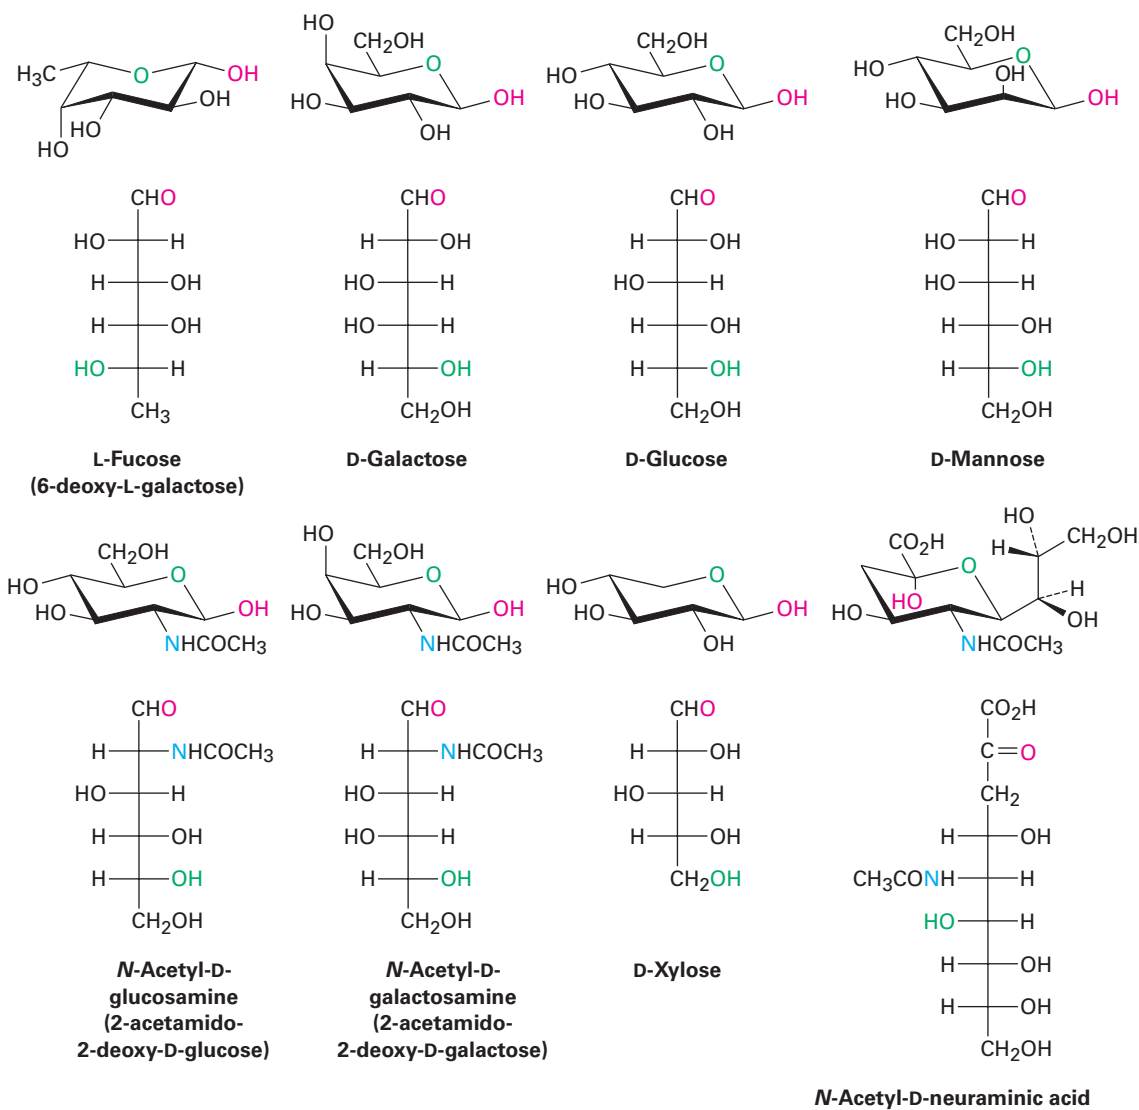 H3C O OH OH HO HO
HO CH2OH O HO OH OH
CH2OH O HO HO OH OH
CH2OH O HO OH HO OH
CHO
HO H
H OH
H OH
HO H
CH3
L-Fucose
(6-deoxy-L-galactose)
CHO
H OH
HO H
HO H
H OH
CH2OH
D-Galactose
CHO
H OH
HO H
H OH
H OH
CH2OH
D-Glucose
CHO
HO H
HO H
H OH
H OH
CH2OH
D-Mannose
CH2OH O HO HO OH NHCOCH3
HO CH2OH O HO OH NHCOCH3
HO O HO OH OH
HO CO2H H CH2OH O HO H HO OH NHCOCH3
CHO
H NHCOCH3
HO H
H OH
H OH
CH2OH
N-Acetyl-D-
glucosamine
(2-acetamido-
2-deoxy-D-glucose)
CHO
H NHCOCH3
HO H
HO H
H OH
CH2OH
N-Acetyl-D-
galactosamine
(2-acetamido-
2-deoxy-D-galactose)
CHO
H OH
HO H
H OH
CH2OH
D-Xylose
CO2H
C=O
CH2
H OH
CH3CONH H
HO H
H OH
H OH
CH2OH
N-Acetyl-D-neuraminic acid